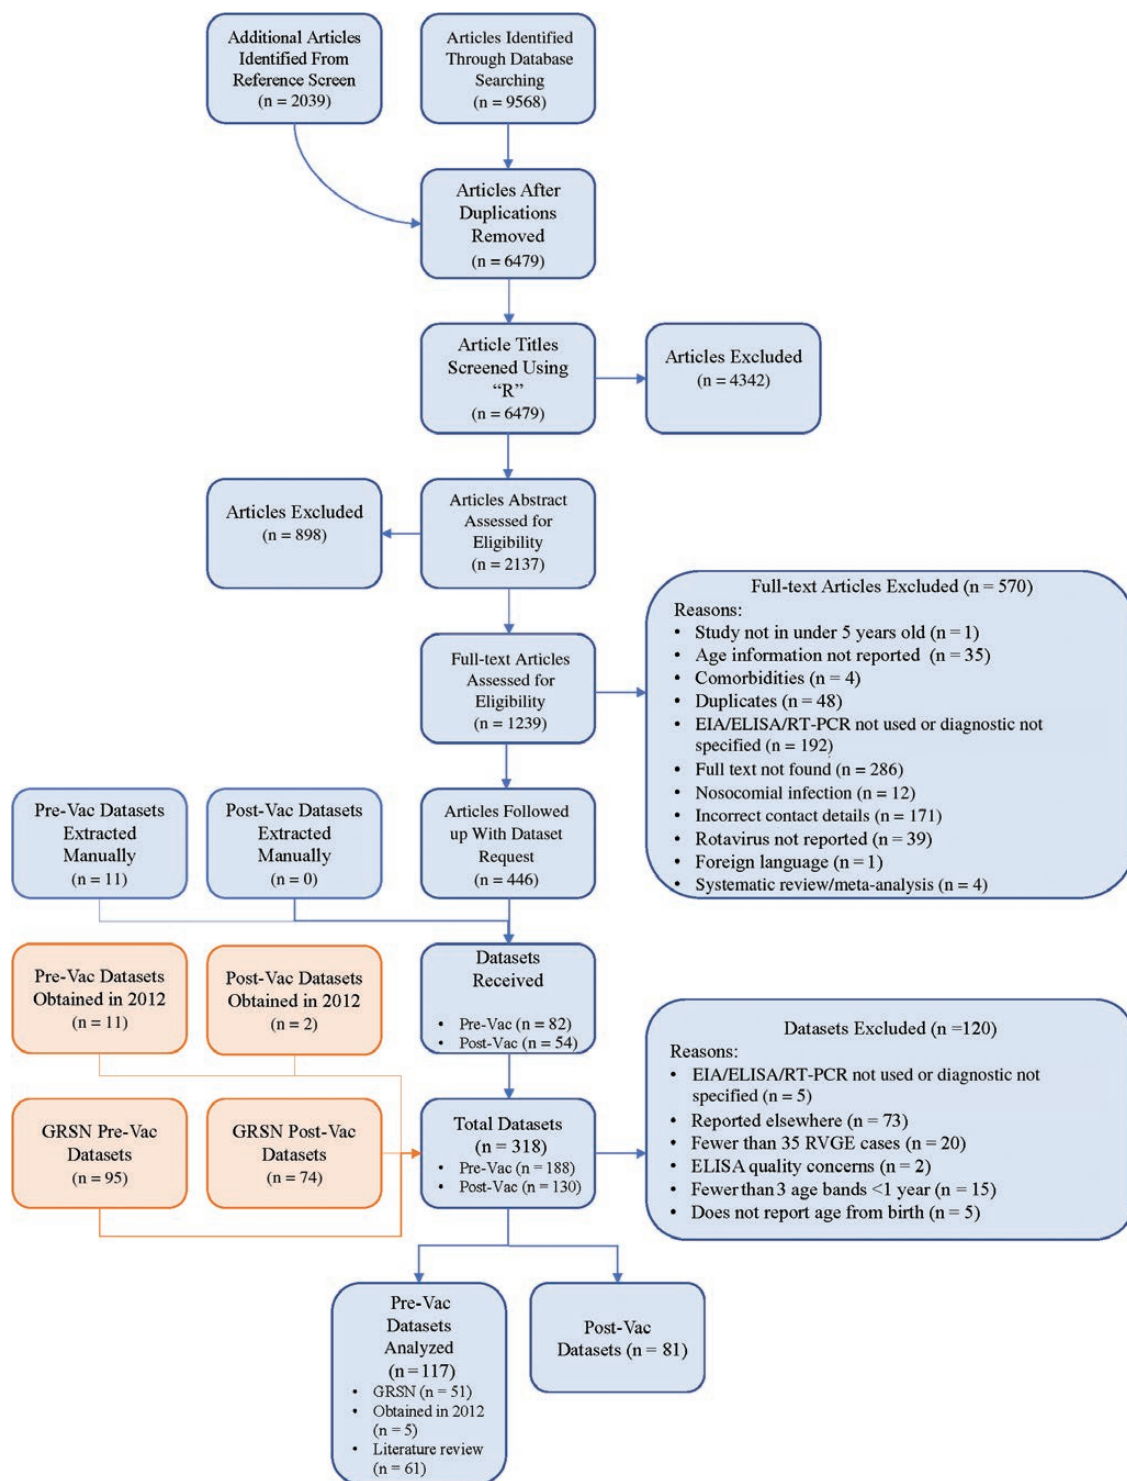 Additional Articles
Identified From
Reference Screen
(n = 2039)
Articles Identified
Through Database
Searching
(n = 9568)
Articles After
Duplications
Removed
(n = 6479)
Article Titles
Screened Using
“R”
(n = 6479)
Articles Excluded
(n = 4342)
Articles Excluded
(n = 898)
Articles Abstract
Assessed for
Eligibility
(n = 2137)
Full-text Articles
Assessed for
Eligibility
(n = 1239)
Full-text Articles Excluded (n = 570)
Reasons:
• Study not in under 5 years old (n = 1)
• Age information not reported (n = 35)
• Comorbidities (n = 4)
• Duplicates (n = 48)
• EIA/ELISA/RT-PCR not used or diagnostic not
specified (n = 192)
• Full text not found (n = 286)
• Nosocomial infection (n = 12)
• Incorrect contact details (n = 171)
• Rotavirus not reported (n = 39)
• Foreign language (n = 1)
• Systematic review/meta-analysis (n = 4)
Pre-Vac Datasets
Extracted
Manually
(n = 11)
Post-Vac Datasets
Extracted
Manually
(n = 0)
Articles Followed
up With Dataset
Request
(n = 446)
Pre-Vac Datasets
Obtained in 2012
(n = 11)
Post-Vac Datasets
Obtained in 2012
(n = 2)
Datasets
Received
• Pre-Vac (n = 82)
• Post-Vac (n = 54)
GRSN Pre-Vac
Datasets
(n = 95)
GRSN Post-Vac
Datasets
(n = 74)
Total Datasets
(n = 318)
• Pre-Vac (n = 188)
• Post-Vac (n = 130)
Datasets Excluded (n =120)
Reasons:
• EIA/ELISA/RT-PCR not used or diagnostic not
specified (n = 5)
• Reported elsewhere (n = 73)
• Fewer than 35 RVGE cases (n = 20)
• ELISA quality concerns (n = 2)
• Fewer than 3 age bands <1 year (n = 15)
• Does not report age from birth (n = 5)
Pre-Vac
Datasets
Analyzed
(n = 117)
• GRSN (n = 51)
• Obtained in 2012
(n = 5)
• Literature review
(n = 61)
Post-Vac
Datasets (n = 81)